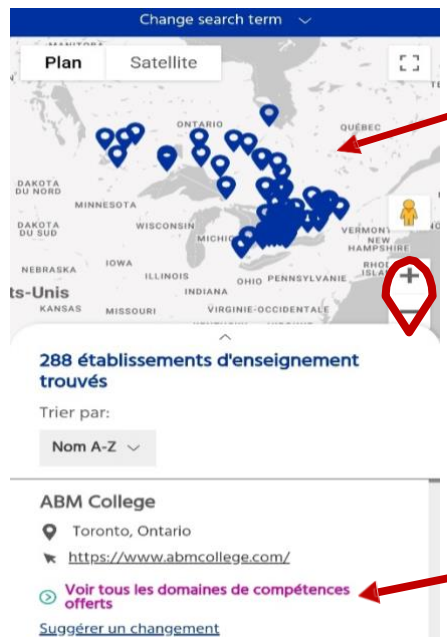 Change search term
MANITOBA
Plan Satellite
ONTARIO
QUÉBEC
DAKOTA
DU NORD
MINNESOTA
DAKOTA
DU SUD
WISCONSIN
VERMONT
NEW
HAMPSHIRE
NEBRASKA
IOWA
ILLINOIS
INDIANA
OHIO
PENNSYLVANIE
ts-Unis
KANSAS
MISSOURI
VIRGINIE-OCCIDENTALE
288 établissements d'enseignement
trouvés
Trier par:
Nom A-Z
ABM College
Toronto, Ontario
https://www.abmcollege.com/
Voir tous les domaines de compétences
offerts
Suggérer un changement